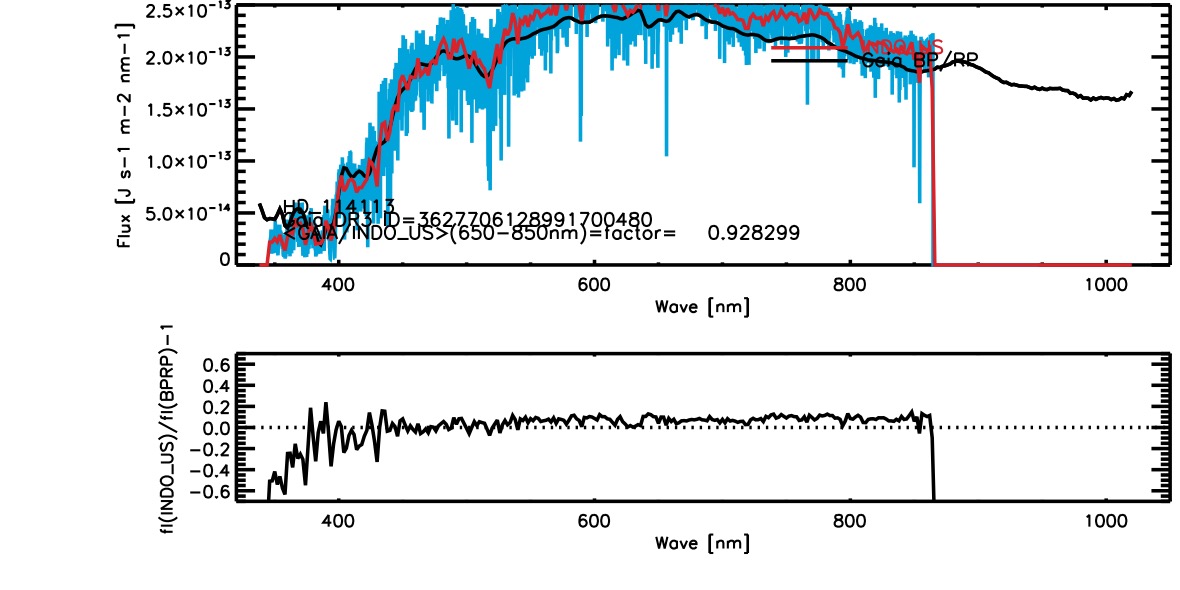 2.5×10⁻¹³
2.0×10⁻¹³
1.5×10⁻¹³
1.0×10⁻¹³
5.0×10⁻¹⁴
0
Flux [J s−1 m−2 nm−1]
INDO_US
Gaia BP/RP
HD_114113
Gaia DR3 ID=3627706128991700480
<GAIA/INDO_US>(650−850nm)=factor= 0.928299
400 600 800 1000
Wave [nm]
fl(INDO_US)/fl(BPRP)−1
0.6
0.4
0.2
0.0
−0.2
−0.4
−0.6
400 600 800 1000
Wave [nm]